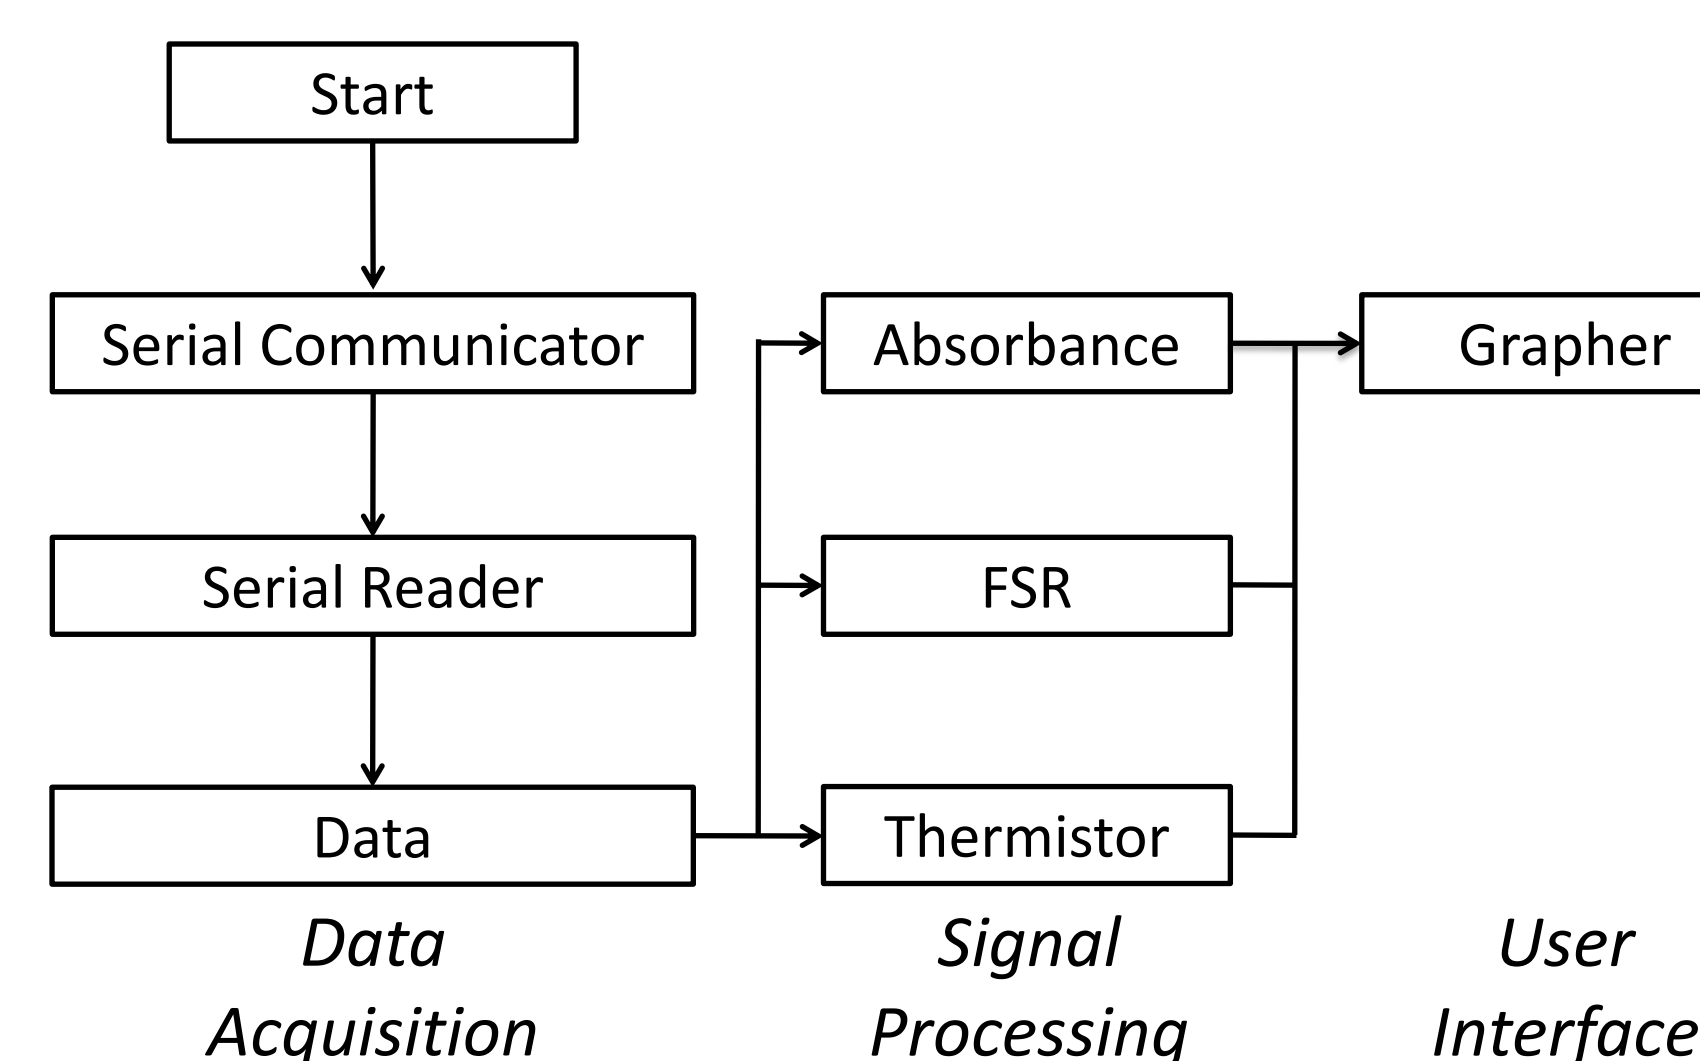 Start
Serial Communicator
Absorbance
Grapher
Serial Reader
FSR
Data
Thermistor
Data
Acquisition
Signal
Processing
User
Interface